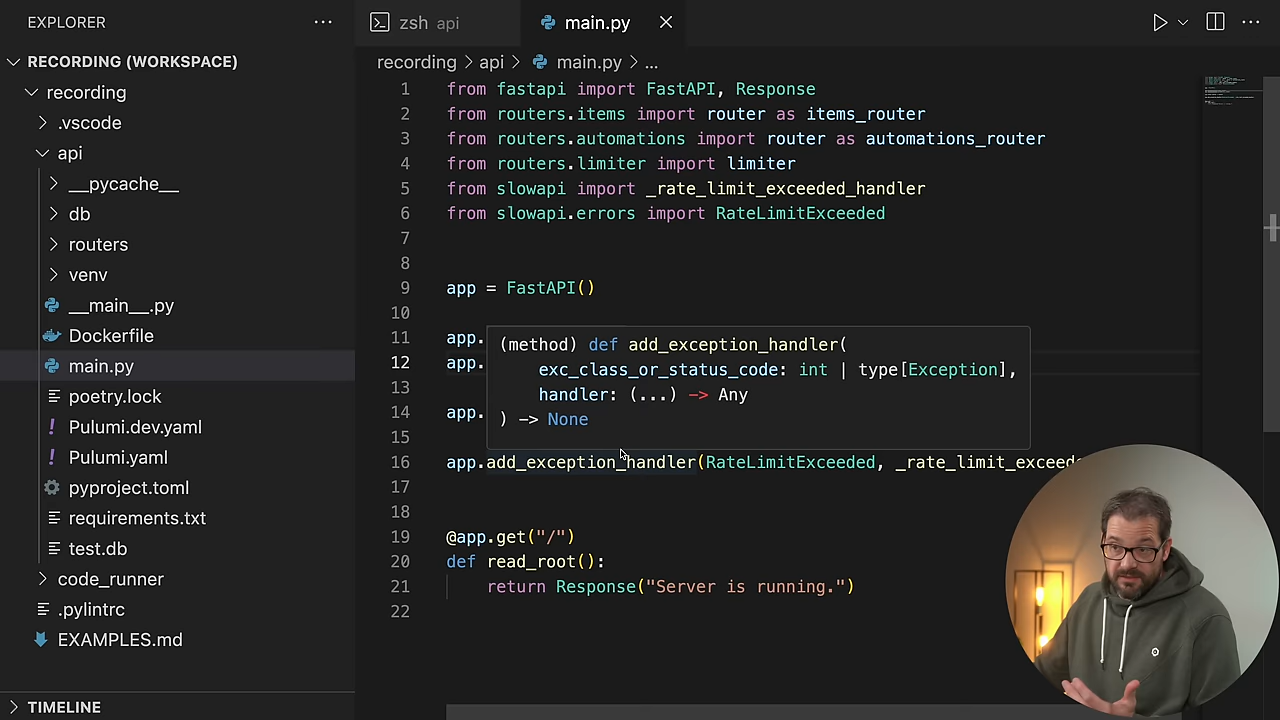 EXPLORER
RECORDING (WORKSPACE)
recording
.vscode
api
__pycache__
db
routers
venv
__main__.py
Dockerfile
main.py
poetry.lock
Pulumi.dev.yaml
Pulumi.yaml
pyproject.toml
requirements.txt
test.db
code_runner
.pylintrc
EXAMPLES.md
TIMELINE
zsh api
main.py
recording > api > main.py > ...
1 from fastapi import FastAPI, Response
2 from routers.items import router as items_router
3 from routers.automations import router as automations_router
4 from routers.limiter import limiter
5 from slowapi import _rate_limit_exceeded_handler
6 from slowapi.errors import RateLimitExceeded
7
8
9 app = FastAPI()
10
11 app.
12 app.
13
14 app.
15
(method) def add_exception_handler(
exc_class_or_status_code: int | type[Exception],
handler: (...) -> Any
) -> None
16 app.add_exception_handler(RateLimitExceeded, _rate_limit_exceede
17
18
19 @app.get("/")
20 def read_root():
21 return Response("Server is running.")
22